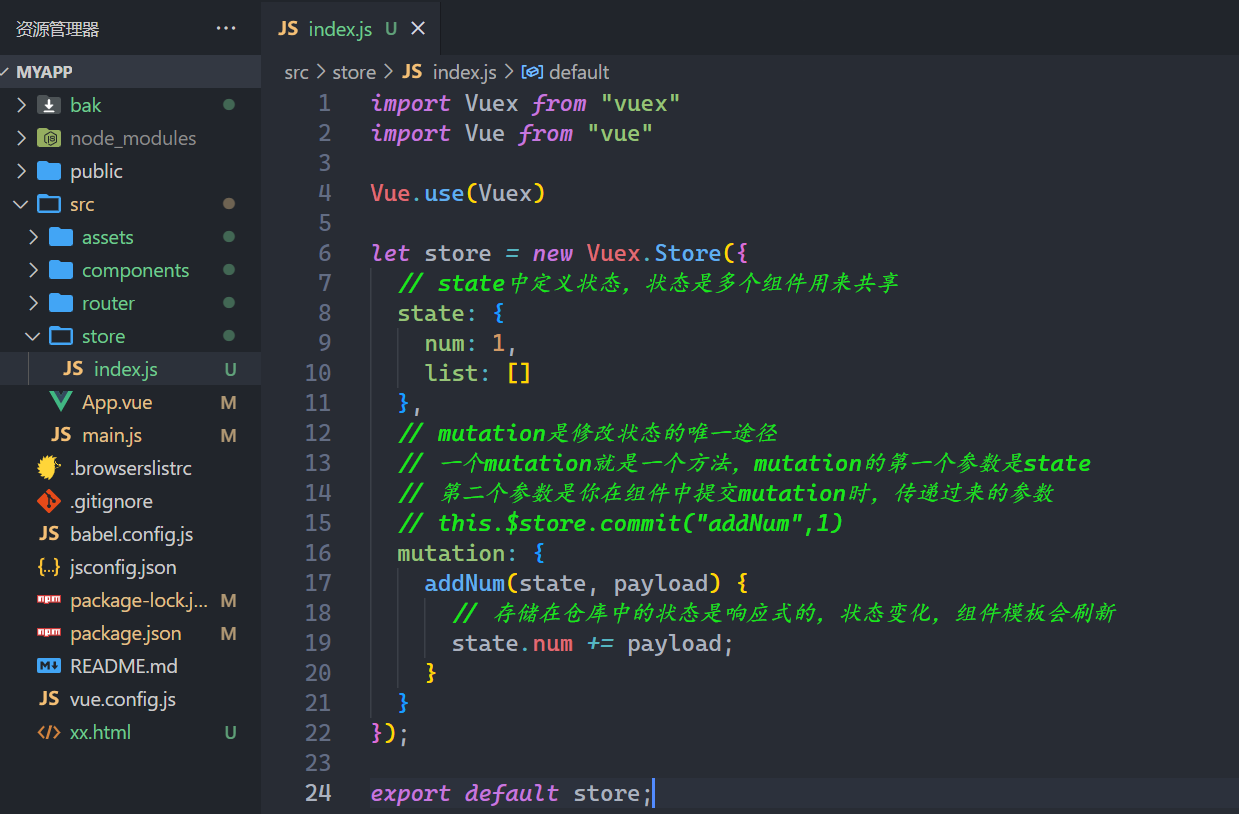 资源管理器 ...
MYAPP
bak
node_modules
public
src
assets
components
router
store
JS index.js U
App.vue M
JS main.js M
.browserslistrc
.gitignore
JS babel.config.js
{..} jsconfig.json
npm package-lock.j... M
npm package.json M
M README.md
JS vue.config.js
</> xx.html U
JS index.js U ×
src > store > JS index.js > default
1 import Vuex from "vuex"
2 import Vue from "vue"
3
4 Vue.use(Vuex)
5
6 let store = new Vuex.Store({
7 // state中定义状态，状态是多个组件用来共享
8 state: {
9 num: 1,
10 list: []
11 },
12 // mutation是修改状态的唯一途径
13 // 一个mutation就是一个方法，mutation的第一个参数是state
14 // 第二个参数是你在组件中提交mutation时，传递过来的参数
15 // this.$store.commit("addNum",1)
16 mutation: {
17 addNum(state, payload) {
18 // 存储在仓库中的状态是响应式的，状态变化，组件模板会刷新
19 state.num += payload;
20 }
21 }
22 });
23
24 export default store;